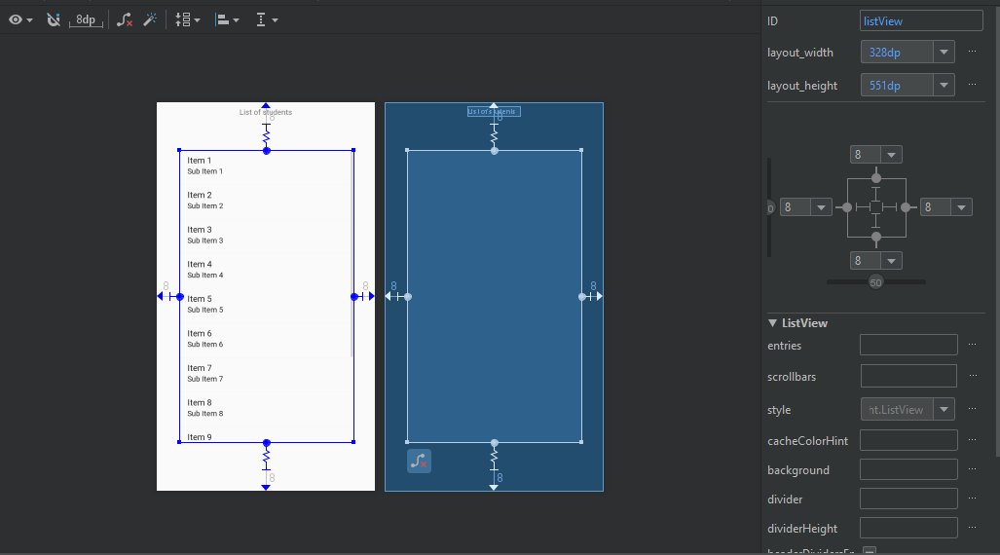 8dp
ID
listView
layout_width
328dp
...
layout_height
551dp
...
List of students
8
Item 1
Sub Item 1
Item 2
Sub Item 2
Item 3
Sub Item 3
Item 4
Sub Item 4
8
8
Item 5
Sub Item 5
Item 6
Sub Item 6
Item 7
Sub Item 7
Item 8
Sub Item 8
Item 9
8
List of students
8
8
8
8
8
8
8
8
50
ListView
entries
...
scrollbars
...
style
nt.ListView
...
cacheColorHint
...
background
...
divider
...
dividerHeight
...